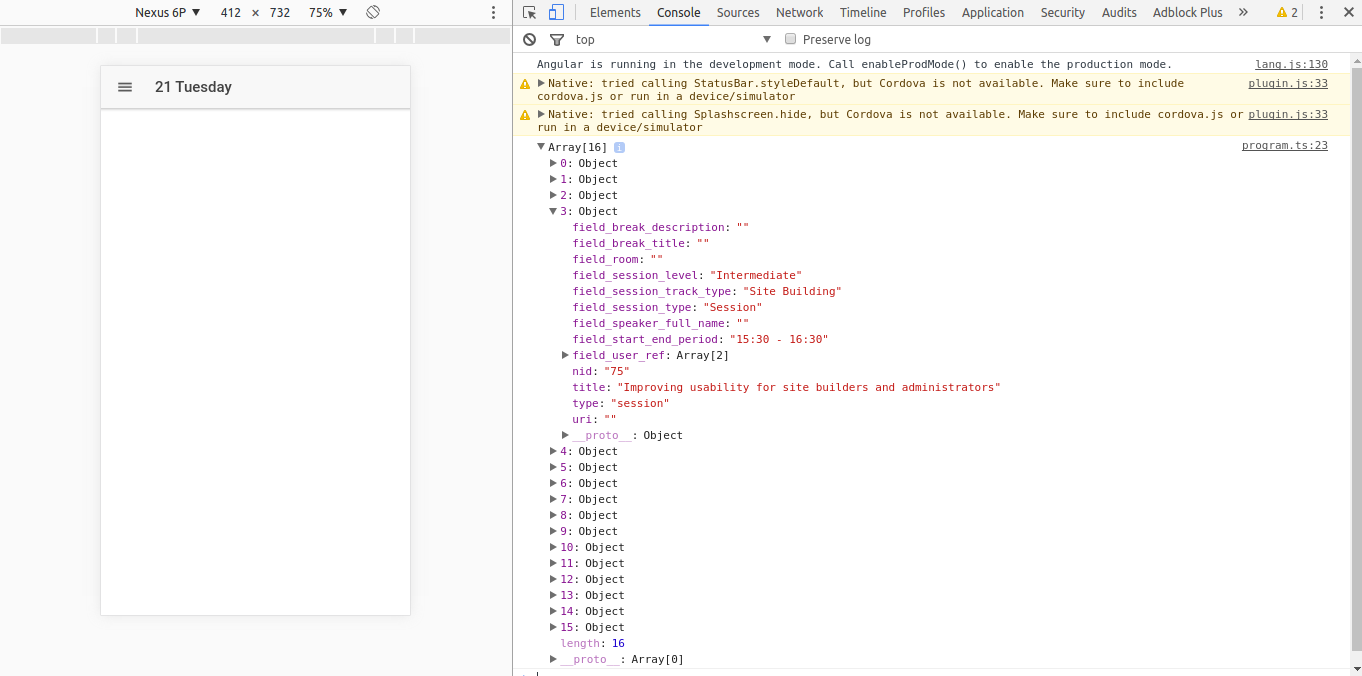 Nexus 6P ▼ 412 × 732 75% ▼
Elements Console Sources Network Timeline Profiles Application Security Audits Adblock Plus » 2
top ▼ Preserve log
21 Tuesday
Angular is running in the development mode. Call enableProdMode() to enable the production mode. lang.js:130
Native: tried calling StatusBar.styleDefault, but Cordova is not available. Make sure to include plugin.js:33
cordova.js or run in a device/simulator
Native: tried calling Splashscreen.hide, but Cordova is not available. Make sure to include cordova.js or plugin.js:33
run in a device/simulator
▼Array[16] i program.ts:23
▶0: Object
▶1: Object
▶2: Object
▼3: Object
field_break_description: ""
field_break_title: ""
field_room: ""
field_session_level: "Intermediate"
field_session_track_type: "Site Building"
field_session_type: "Session"
field_speaker_full_name: ""
field_start_end_period: "15:30 - 16:30"
▶field_user_ref: Array[2]
nid: "75"
title: "Improving usability for site builders and administrators"
type: "session"
uri: ""
▶__proto__: Object
▶4: Object
▶5: Object
▶6: Object
▶7: Object
▶8: Object
▶9: Object
▶10: Object
▶11: Object
▶12: Object
▶13: Object
▶14: Object
▶15: Object
length: 16
▶__proto__: Array[0]